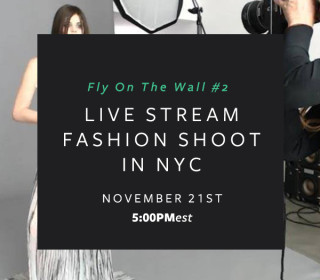 Fly On The Wall #2
LIVE STREAM
FASHION SHOOT
IN NYC
NOVEMBER 21ST
5:00PMest